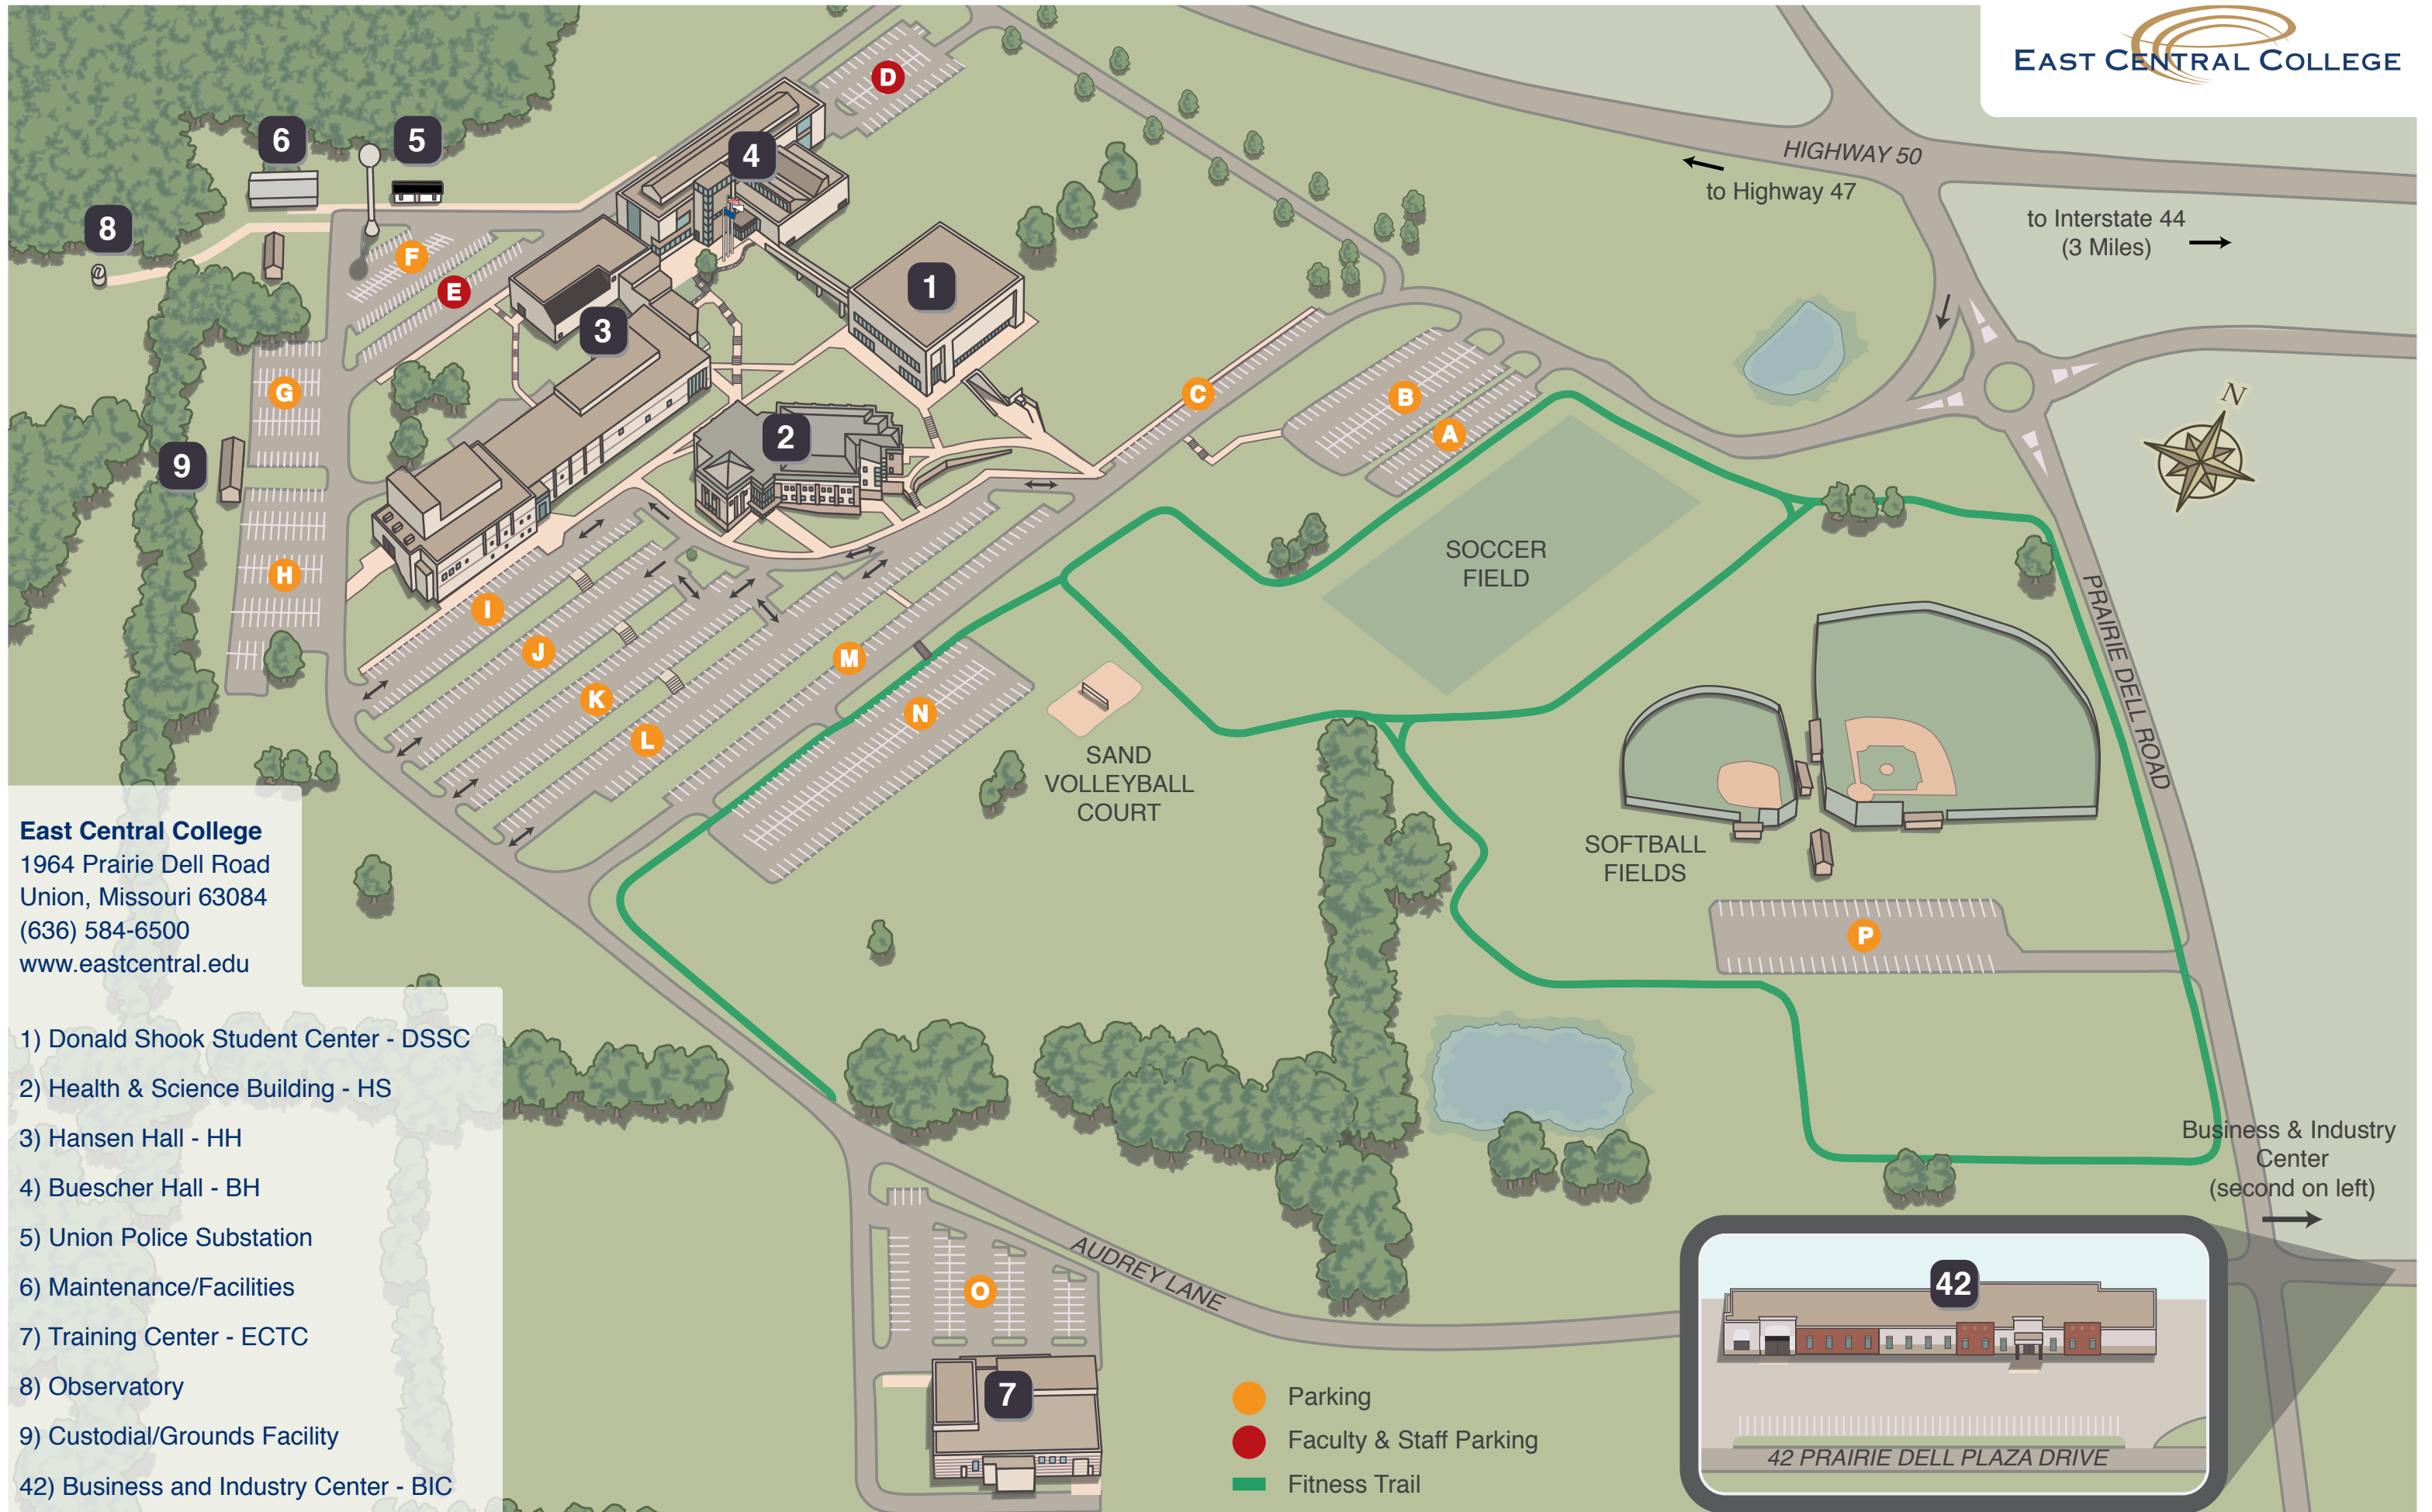 EAST CENTRAL COLLEGE
D
6
5
4
HIGHWAY 50
to Highway 47
to Interstate 44
(3 Miles)
8
F
E
1
3
N
G
C
B
A
2
9
H
SOCCER
FIELD
I
J
M
K
N
L
PRAIRIE DELL ROAD
SAND
VOLLEYBALL
COURT
SOFTBALL
FIELDS
P
East Central College
1964 Prairie Dell Road
Union, Missouri 63084
(636) 584-6500
www.eastcentral.edu
1) Donald Shook Student Center - DSSC
2) Health & Science Building - HS
3) Hansen Hall - HH
4) Buescher Hall - BH
5) Union Police Substation
6) Maintenance/Facilities
7) Training Center - ECTC
8) Observatory
9) Custodial/Grounds Facility
42) Business and Industry Center - BIC
Business & Industry
Center
(second on left)
AUDREY LANE
O
7
Parking
Faculty & Staff Parking
Fitness Trail
42
42 PRAIRIE DELL PLAZA DRIVE